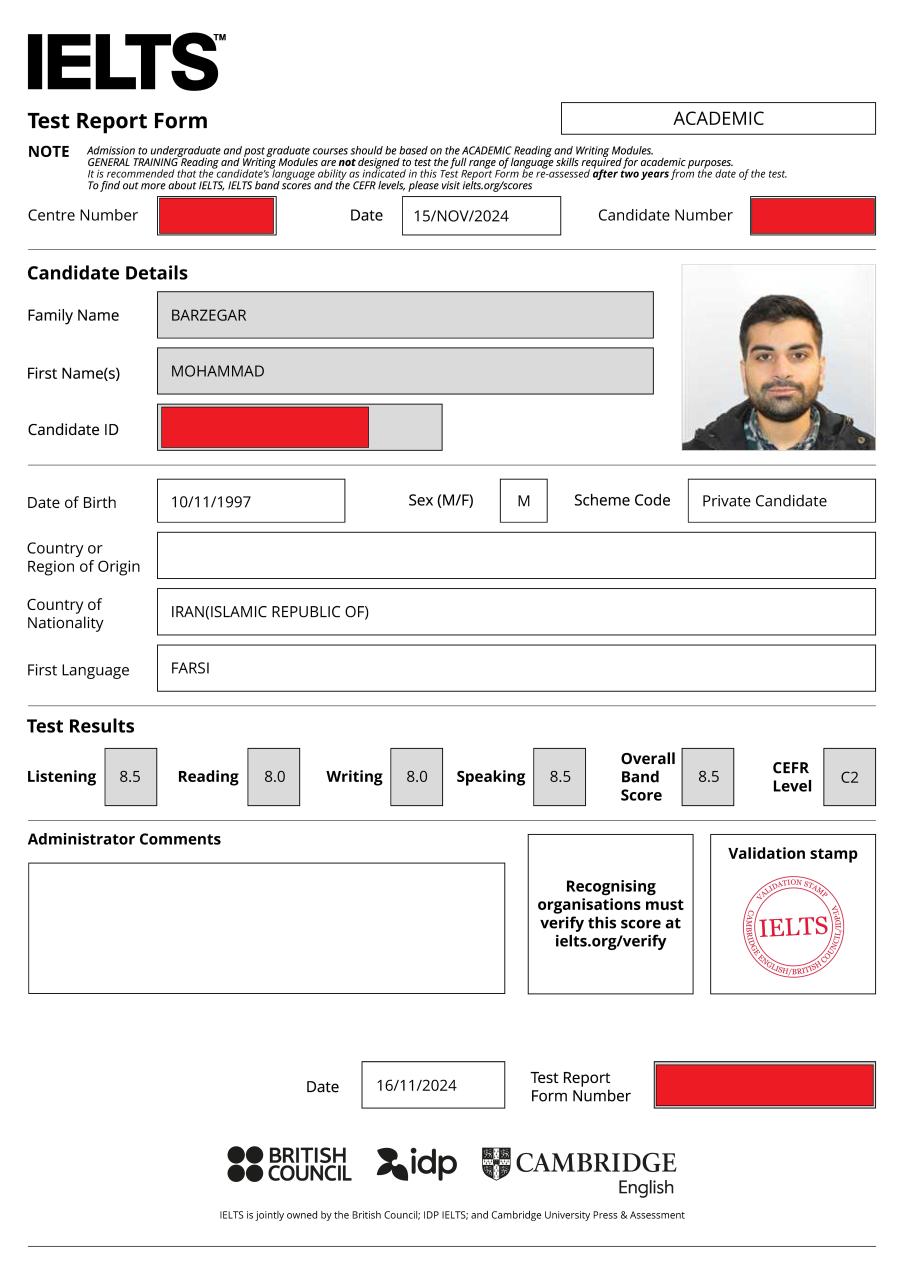 IELTS™
Test Report Form
ACADEMIC
NOTE
Admission to undergraduate and post graduate courses should be based on the ACADEMIC Reading and Writing Modules.
GENERAL TRAINING Reading and Writing Modules are not designed to test the full range of language skills required for academic purposes.
It is recommended that the candidate's language ability as indicated in this Test Report Form be re-assessed after two years from the date of the test.
To find out more about IELTS, IELTS band scores and the CEFR levels, please visit ielts.org/scores
Centre Number
Date 15/NOV/2024
Candidate Number
Candidate Details
Family Name BARZEGAR
First Name(s) MOHAMMAD
Candidate ID
Date of Birth 10/11/1997 Sex (M/F) M Scheme Code Private Candidate
Country or
Region of Origin
Country of
Nationality
IRAN(ISLAMIC REPUBLIC OF)
First Language FARSI
Test Results
Listening 8.5 Reading 8.0 Writing 8.0 Speaking 8.5
Overall
Band
Score
8.5
CEFR
Level
C2
Administrator Comments
Recognising
organisations must
verify this score at
ielts.org/verify
Validation stamp
VALIDATION STAMP
IELTS
CAMBRIDGE ENGLISH/BRITISH COUNCIL/IDP:IA
Date 16/11/2024
Test Report
Form Number
BRITISH
COUNCIL
idp
CAMBRIDGE
English
IELTS is jointly owned by the British Council; IDP IELTS; and Cambridge University Press & Assessment